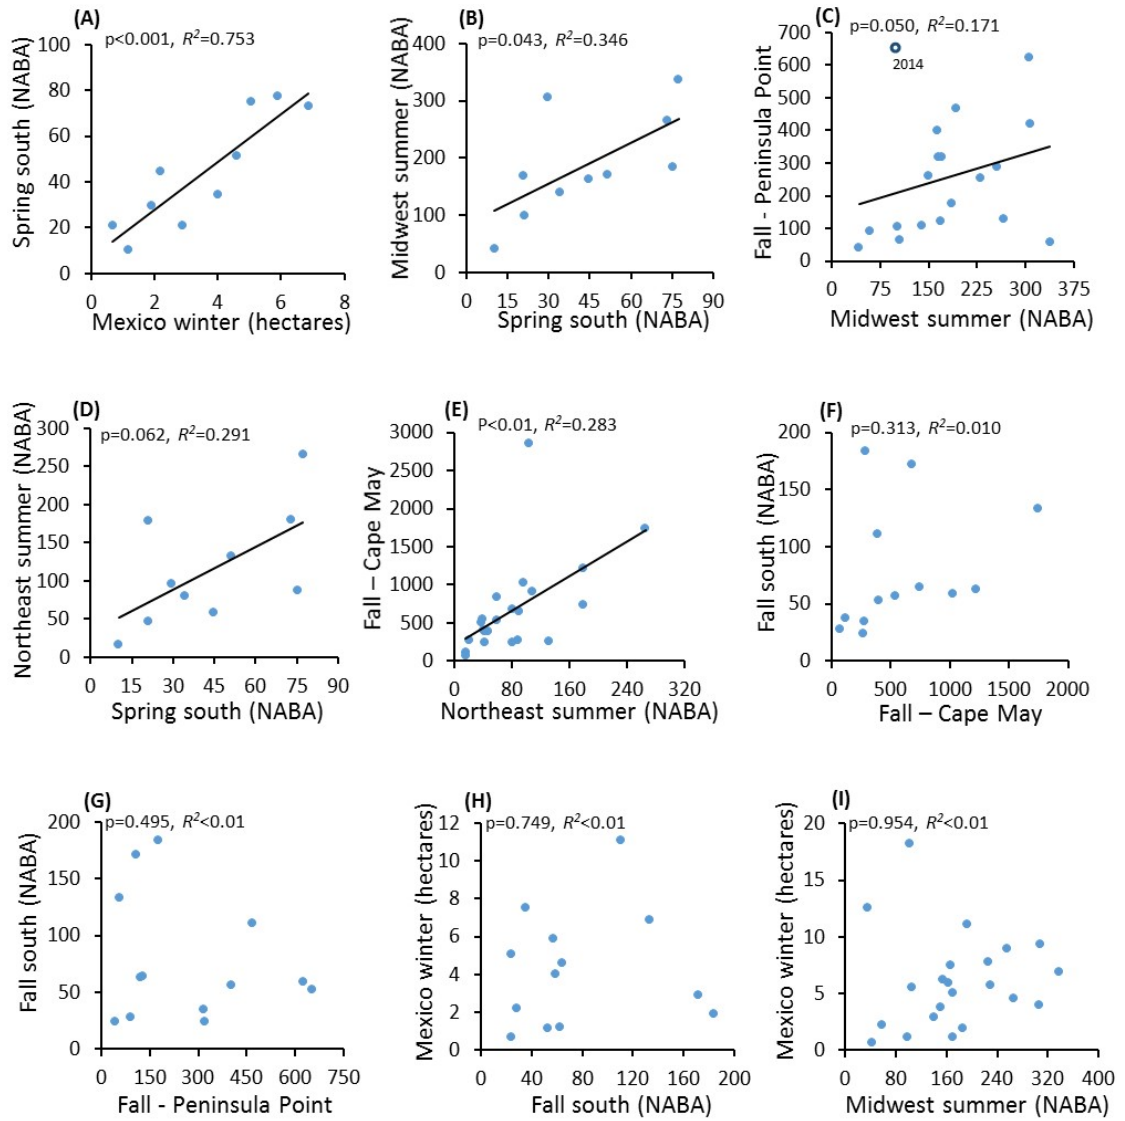 (A)
p<0.001, R²=0.753
Spring south (NABA)
100
80
60
40
20
0
0 2 4 6 8
Mexico winter (hectares)
(B)
p=0.043, R²=0.346
Midwest summer (NABA)
400
300
200
100
0
0 15 30 45 60 75 90
Spring south (NABA)
(C)
p=0.050, R²=0.171
2014
Fall - Peninsula Point
700
600
500
400
300
200
100
0
0 75 150 225 300 375
Midwest summer (NABA)
(D)
p=0.062, R²=0.291
Northeast summer (NABA)
300
250
200
150
100
50
0
0 15 30 45 60 75 90
Spring south (NABA)
(E)
P<0.01, R²=0.283
Fall – Cape May
3000
2500
2000
1500
1000
500
0
0 80 160 240 320
Northeast summer (NABA)
(F)
p=0.313, R²=0.010
Fall south (NABA)
200
150
100
50
0
0 500 1000 1500 2000
Fall – Cape May
(G)
p=0.495, R²<0.01
Fall south (NABA)
200
150
100
50
0
0 150 300 450 600 750
Fall - Peninsula Point
(H)
p=0.749, R²<0.01
Mexico winter (hectares)
12
10
8
6
4
2
0
0 40 80 120 160 200
Fall south (NABA)
(I)
p=0.954, R²<0.01
Mexico winter (hectares)
20
15
10
5
0
0 80 160 240 320 400
Midwest summer (NABA)